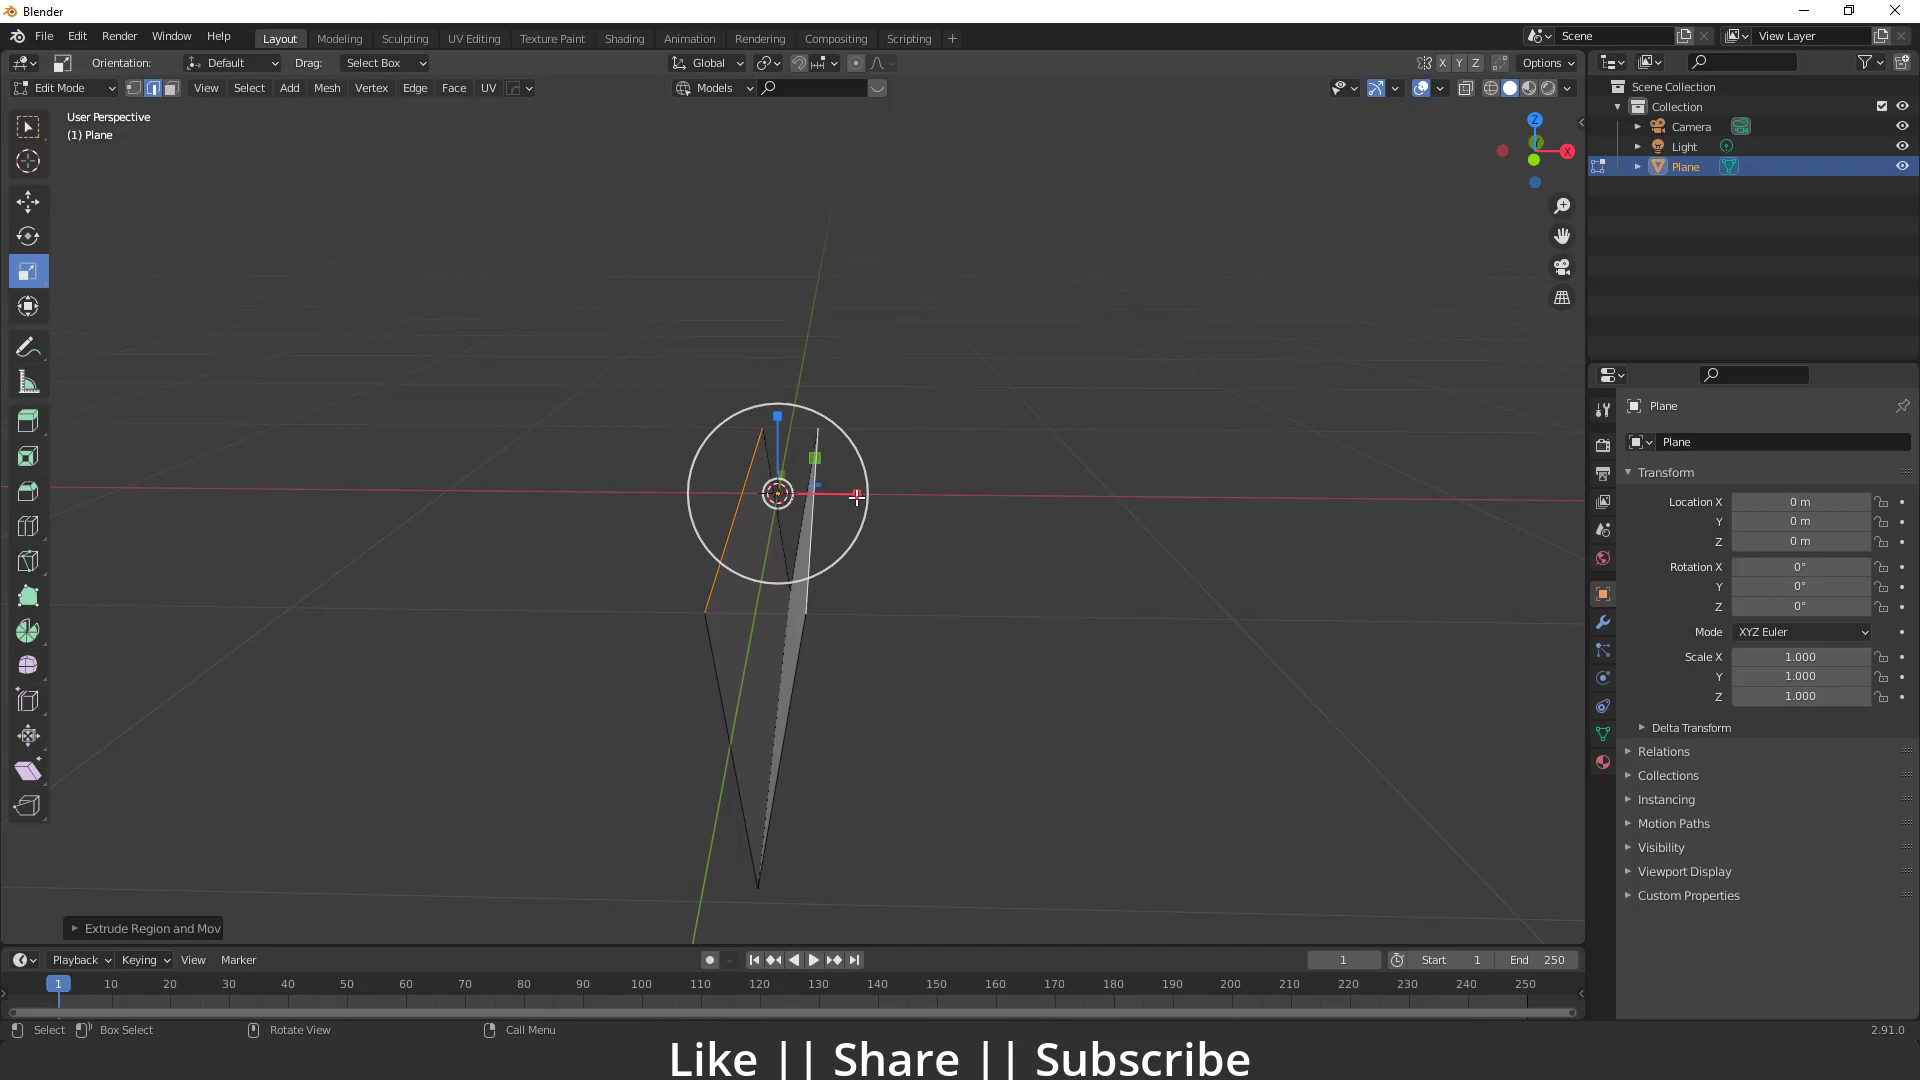 Blender
File Edit Render Window Help
Layout Modeling Sculpting UV Editing Texture Paint Shading Animation Rendering Compositing Scripting +
Scene
View Layer
Orientation: Default Drag: Select Box
Global
X Y Z Options
Edit Mode View Select Add Mesh Vertex Edge Face UV
Models
User Perspective
(1) Plane
Z
X
Scene Collection
Collection
Camera
Light
Plane
Plane
Plane
Transform
Location X 0 m
Y 0 m
Z 0 m
Rotation X 0°
Y 0°
Z 0°
Mode XYZ Euler
Scale X 1.000
Y 1.000
Z 1.000
Delta Transform
Relations
Collections
Instancing
Motion Paths
Visibility
Viewport Display
Custom Properties
Extrude Region and Mov
Playback Keying View Marker
1 Start 1 End 250
1 10 20 30 40 50 60 70 80 90 100 110 120 130 140 150 160 170 180 190 200 210 220 230 240 250
Select Box Select Rotate View Call Menu 2.91.0
Like || Share || Subscribe